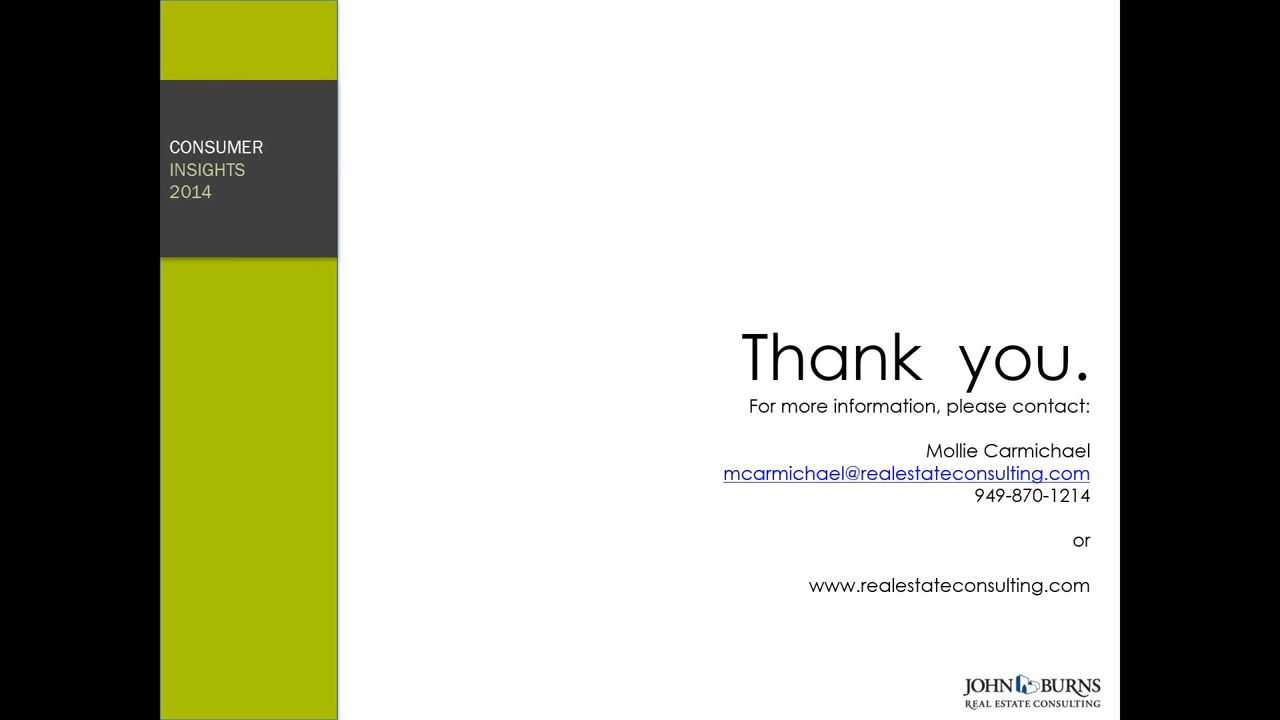 CONSUMER
INSIGHTS
2014
Thank you.
For more information, please contact:
Mollie Carmichael
mcarmichael@realestateconsulting.com
949-870-1214
or
www.realestateconsulting.com
JOHN BURNS
REAL ESTATE CONSULTING